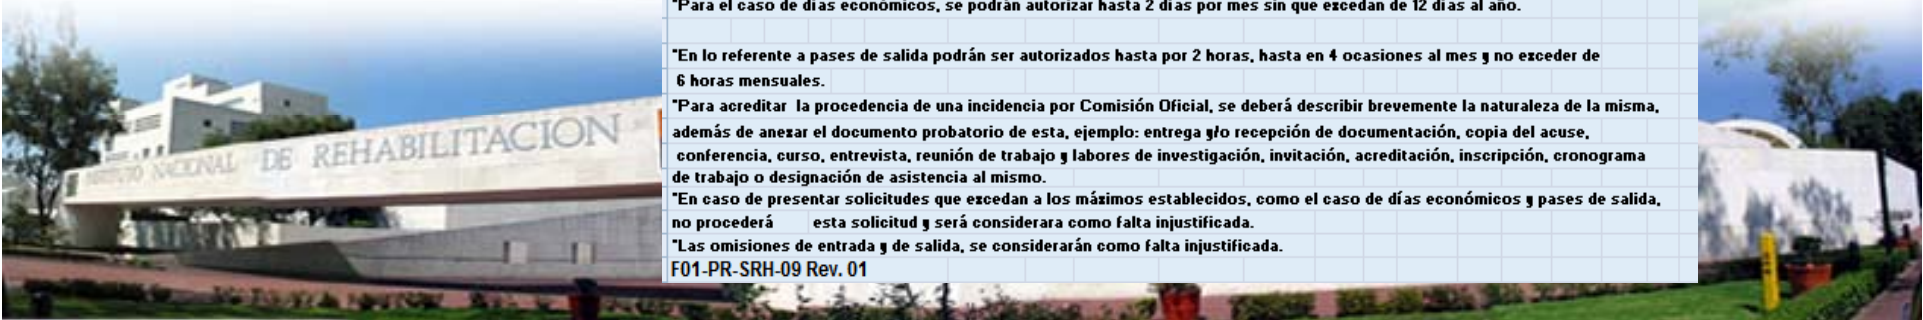 "Para el caso de días económicos, se podrán autorizar hasta 2 días por mes sin que excedan de 12 días al año.
"En lo referente a pases de salida podrán ser autorizados hasta por 2 horas, hasta en 4 ocasiones al mes y no exceder de
6 horas mensuales.
"Para acreditar la procedencia de una incidencia por Comisión Oficial, se deberá describir brevemente la naturaleza de la misma,
además de anexar el documento probatorio de esta, ejemplo: entrega y/o recepción de documentación, copia del acuse,
conferencia, curso, entrevista, reunión de trabajo y labores de investigación, invitación, acreditación, inscripción, cronograma
de trabajo o designación de asistencia al mismo.
"En caso de presentar solicitudes que excedan a los máximos establecidos, como el caso de días económicos y pases de salida,
no procederá esta solicitud y será considerara como falta injustificada.
"Las omisiones de entrada y de salida, se considerarán como falta injustificada.
F01-PR-SRH-09 Rev. 01
INSTITUTO NACIONAL DE REHABILITACION